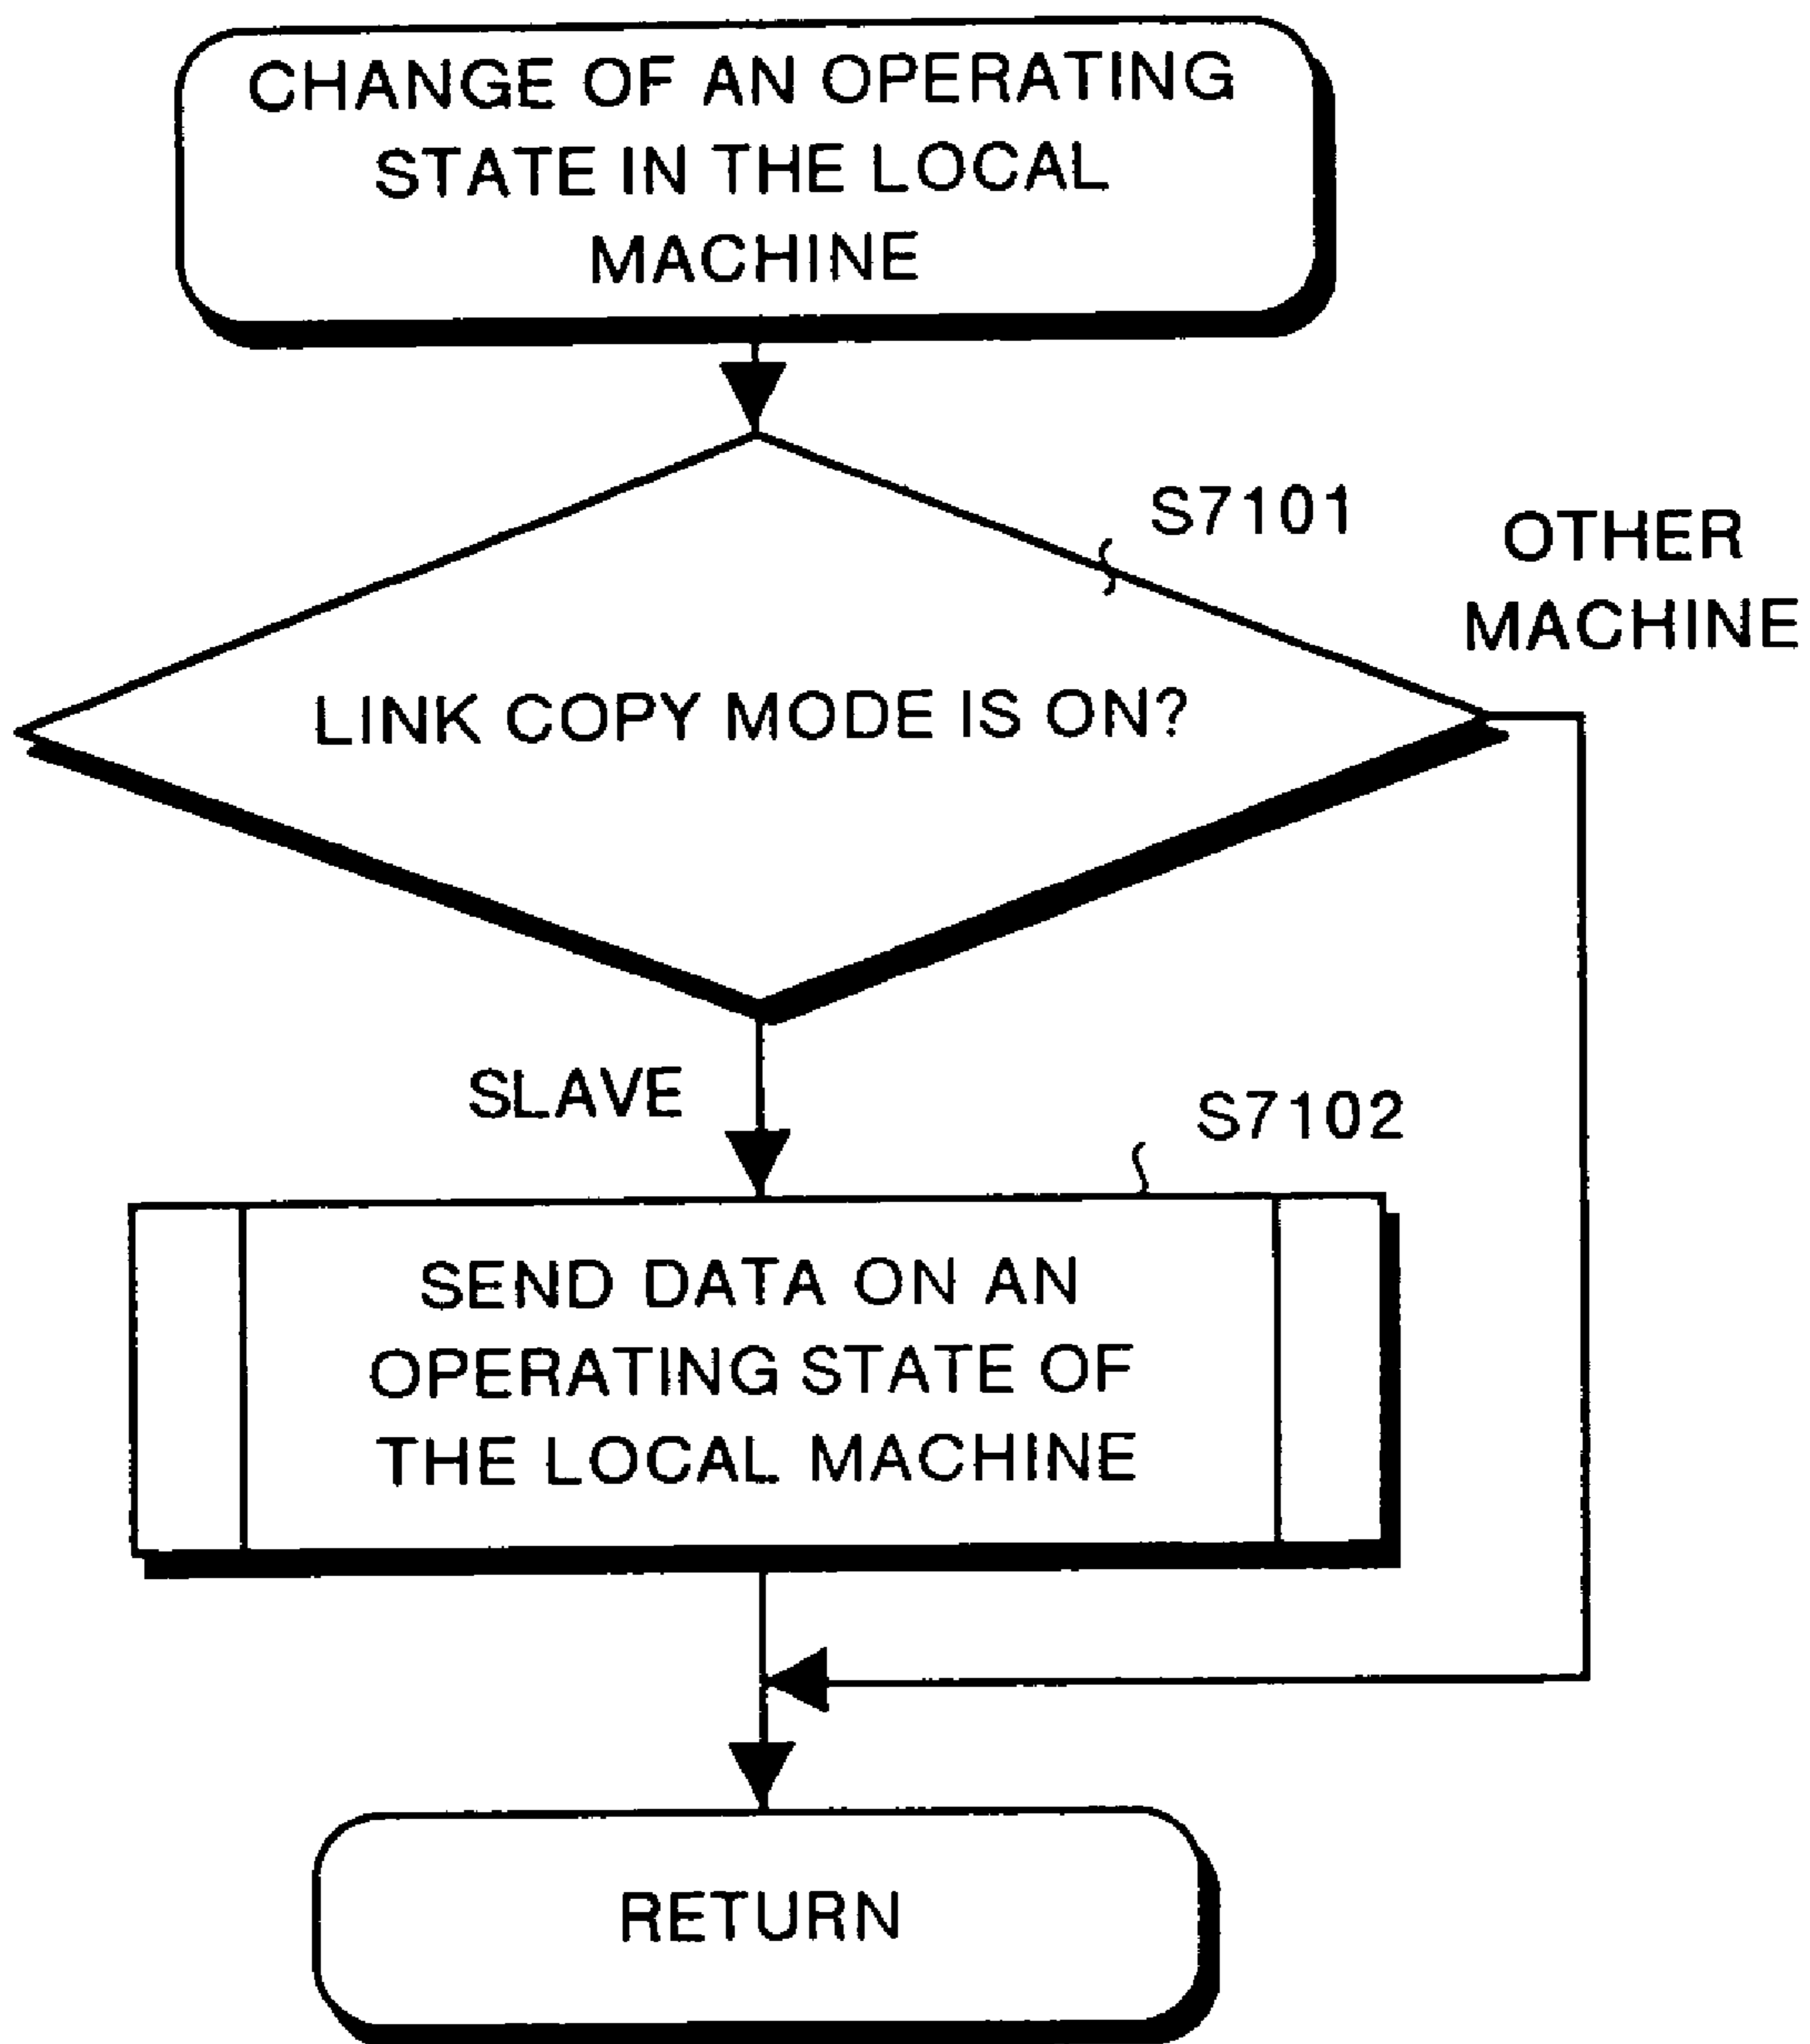 CHANGE OF AN OPERATING
STATE IN THE LOCAL
MACHINE
S7101
OTHER
MACHINE
LINK COPY MODE IS ON?
SLAVE
S7102
SEND DATA ON AN
OPERATING STATE OF
THE LOCAL MACHINE
RETURN